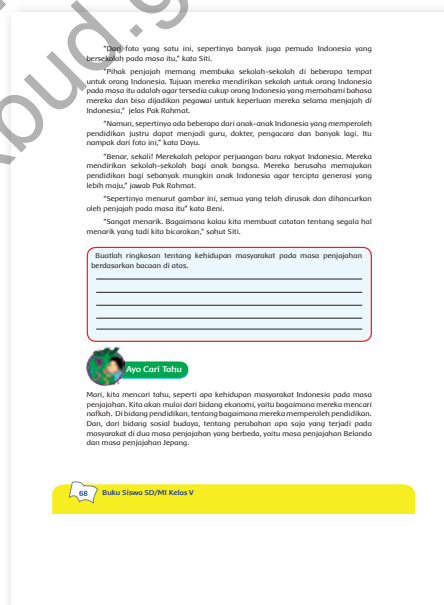 kbud.g
"Dari foto yang satu ini, sepertinya banyak juga pemuda Indonesia yang
bersekolah pada masa itu," kata Siti.
"Pihak penjajah memang membuka sekolah-sekolah di beberapa tempat
untuk orang Indonesia. Tujuan mereka mendirikan sekolah untuk orang Indonesia
pada masa itu adalah agar tersedia cukup orang Indonesia yang memahami bahasa
mereka dan bisa dijadikan pegawai untuk keperluan mereka selama menjajah di
Indonesia," jelas Pak Rahmat.
"Namun, sepertinya ada beberapa dari anak-anak Indonesia yang memperoleh
pendidikan justru dapat menjadi guru, dokter, pengacara dan banyak lagi. Itu
nampak dari foto ini," kata Dayu.
"Benar, sekali! Merekalah pelopor perjuangan baru rakyat Indonesia. Mereka
mendirikan sekolah-sekolah bagi anak bangsa. Mereka berusaha memajukan
pendidikan bagi sebanyak mungkin anak Indonesia agar tercipta generasi yang
lebih maju," jawab Pak Rahmat.
"Sepertinya menurut gambar ini, semua yang telah dirusak dan dihancurkan
oleh penjajah pada masa itu" kata Beni.
"Sangat menarik. Bagaimana kalau kita membuat catatan tentang segala hal
menarik yang tadi kita bicarakan," sahut Siti.
Buatlah ringkasan tentang kehidupan masyarakat pada masa penjajahan
berdasarkan bacaan di atas.
Ayo Cari Tahu
Mari, kita mencari tahu, seperti apa kehidupan masyarakat Indonesia pada masa
penjajahan. Kita akan mulai dari bidang ekonomi, yaitu bagaimana mereka mencari
nafkah. Di bidang pendidikan, tentang bagaimana mereka memperoleh pendidikan.
Dan, dari bidang sosial budaya, tentang perubahan apa saja yang terjadi pada
masyarakat di dua masa penjajahan yang berbeda, yaitu masa penjajahan Belanda
dan masa penjajahan Jepang.
68 Buku Siswa SD/MI Kelas V